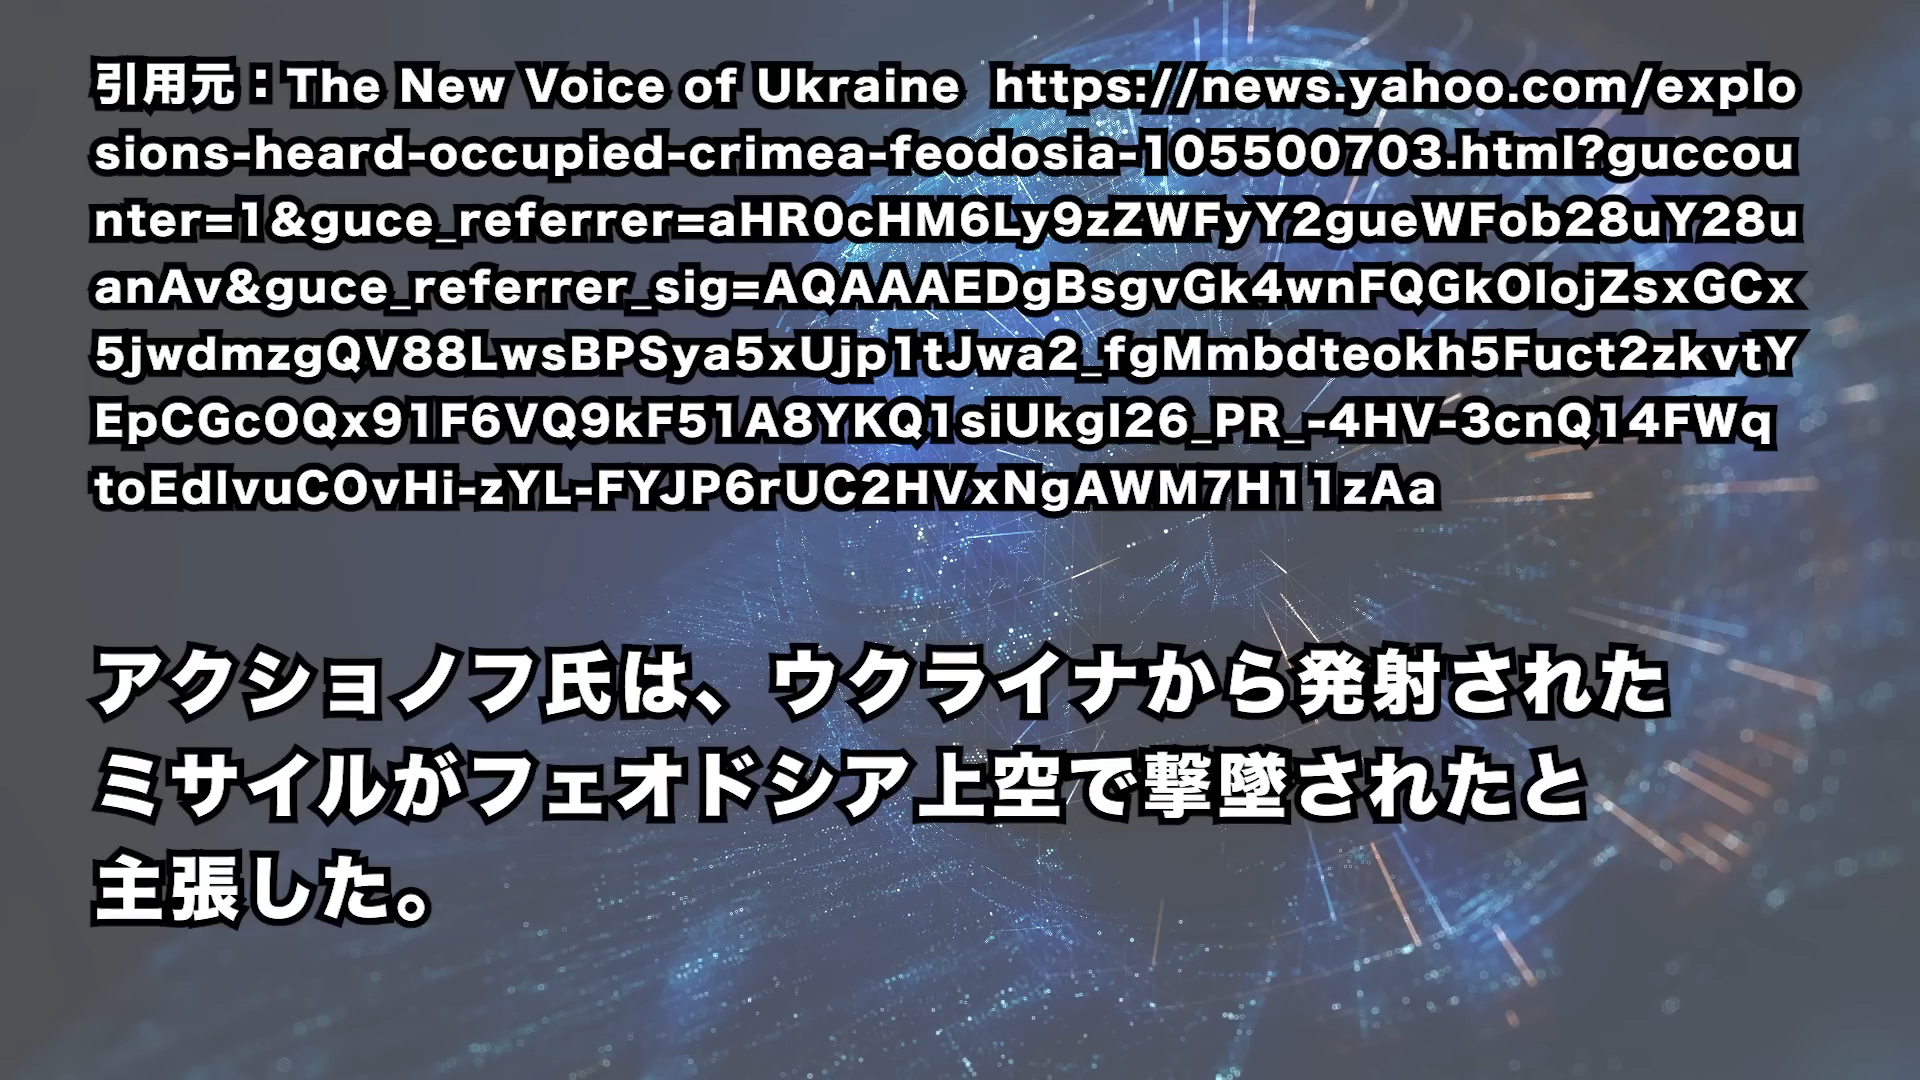 引用元：The New Voice of Ukraine  https://news.yahoo.com/explo
sions-heard-occupied-crimea-feodosia-105500703.html?guccou
nter=1&guce_referrer=aHR0cHM6Ly9zZWFyY2gueWFob28uY28u
anAv&guce_referrer_sig=AQAAAEDgBsgvGk4wnFQGkOlojZsxGCx
5jwdmzgQV88LwsBPSya5xUjp1tJwa2_fgMmbdteokh5Fuct2zkvtY
EpCGcOQx91F6VQ9kF51A8YKQ1siUkgI26_PR_-4HV-3cnQ14FWq
toEdIvuCOvHi-zYL-FYJP6rUC2HVxNgAWM7H11zAa
アクショノフ氏は、ウクライナから発射された
ミサイルがフェオドシア上空で撃墜されたと
主張した。